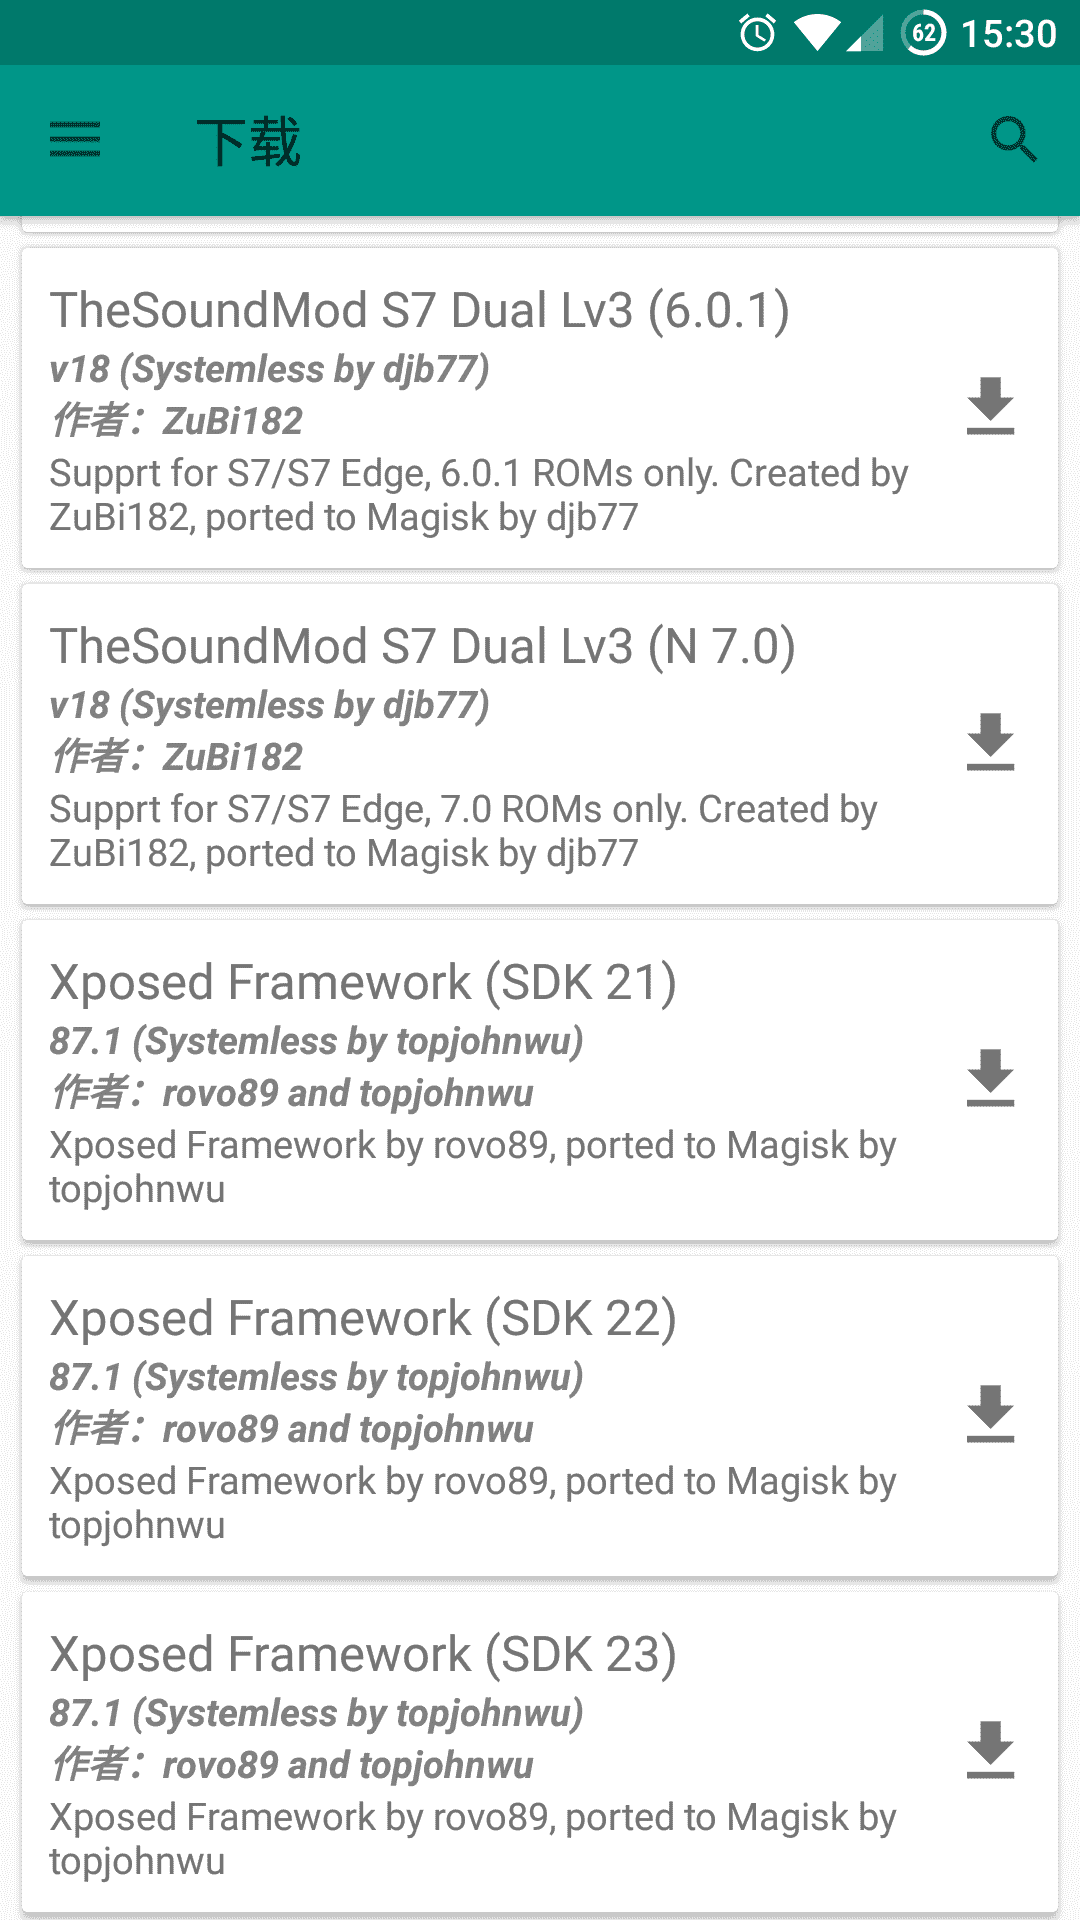 62 15:30
下载
TheSoundMod S7 Dual Lv3 (6.0.1)
v18 (Systemless by djb77)
作者：ZuBi182
Supprt for S7/S7 Edge, 6.0.1 ROMs only. Created by
ZuBi182, ported to Magisk by djb77
TheSoundMod S7 Dual Lv3 (N 7.0)
v18 (Systemless by djb77)
作者：ZuBi182
Supprt for S7/S7 Edge, 7.0 ROMs only. Created by
ZuBi182, ported to Magisk by djb77
Xposed Framework (SDK 21)
87.1 (Systemless by topjohnwu)
作者：rovo89 and topjohnwu
Xposed Framework by rovo89, ported to Magisk by
topjohnwu
Xposed Framework (SDK 22)
87.1 (Systemless by topjohnwu)
作者：rovo89 and topjohnwu
Xposed Framework by rovo89, ported to Magisk by
topjohnwu
Xposed Framework (SDK 23)
87.1 (Systemless by topjohnwu)
作者：rovo89 and topjohnwu
Xposed Framework by rovo89, ported to Magisk by
topjohnwu